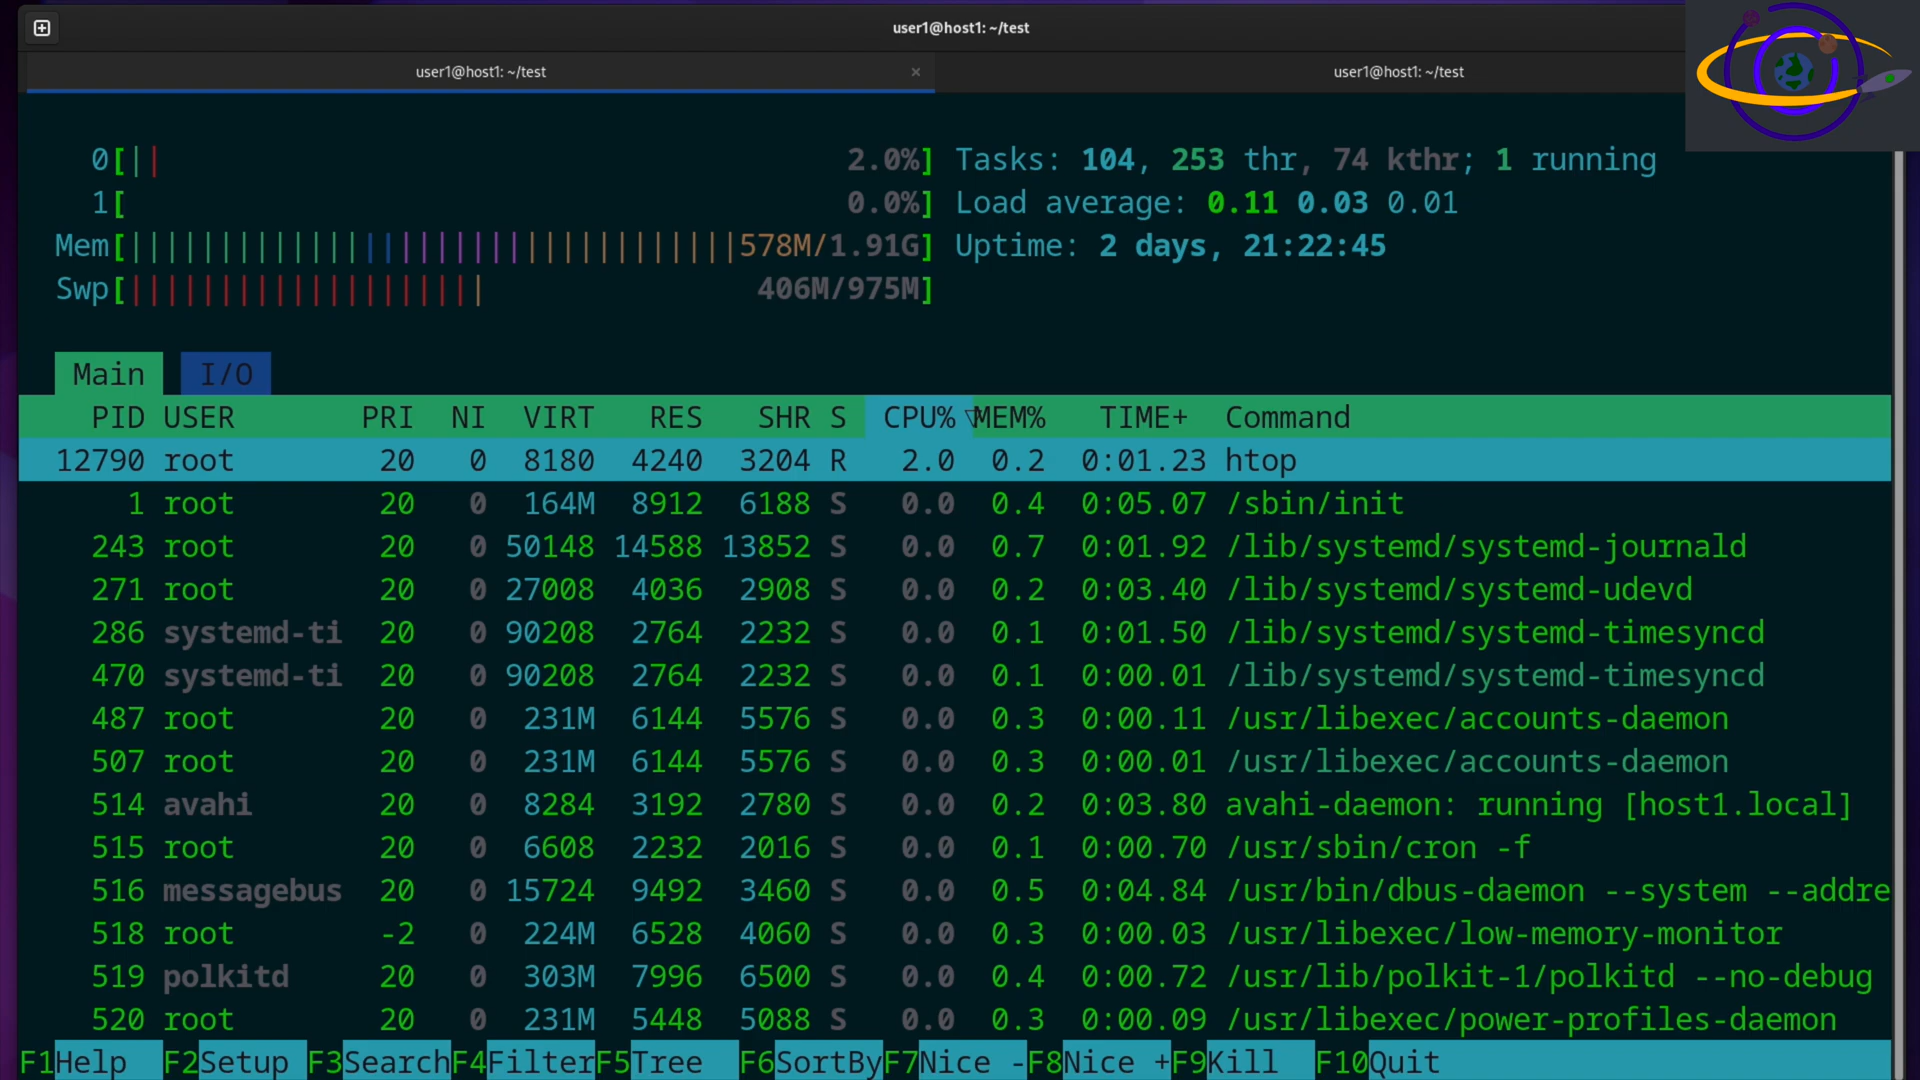 user1@host1: ~/test
user1@host1: ~/test × user1@host1: ~/test
0[|| 2.0%] Tasks: 104, 253 thr, 74 kthr; 1 running
1[ 0.0%] Load average: 0.11 0.03 0.01
Mem[||||||||||||||||||||||||||||||||||578M/1.91G] Uptime: 2 days, 21:22:45
Swp[|||||||||||||||||||| 406M/975M]
Main I/O
PID USER PRI NI VIRT RES SHR S CPU%▽MEM% TIME+ Command
12790 root 20 0 8180 4240 3204 R 2.0 0.2 0:01.23 htop
1 root 20 0 164M 8912 6188 S 0.0 0.4 0:05.07 /sbin/init
243 root 20 0 50148 14588 13852 S 0.0 0.7 0:01.92 /lib/systemd/systemd-journald
271 root 20 0 27008 4036 2908 S 0.0 0.2 0:03.40 /lib/systemd/systemd-udevd
286 systemd-ti 20 0 90208 2764 2232 S 0.0 0.1 0:01.50 /lib/systemd/systemd-timesyncd
470 systemd-ti 20 0 90208 2764 2232 S 0.0 0.1 0:00.01 /lib/systemd/systemd-timesyncd
487 root 20 0 231M 6144 5576 S 0.0 0.3 0:00.11 /usr/libexec/accounts-daemon
507 root 20 0 231M 6144 5576 S 0.0 0.3 0:00.01 /usr/libexec/accounts-daemon
514 avahi 20 0 8284 3192 2780 S 0.0 0.2 0:03.80 avahi-daemon: running [host1.local]
515 root 20 0 6608 2232 2016 S 0.0 0.1 0:00.70 /usr/sbin/cron -f
516 messagebus 20 0 15724 9492 3460 S 0.0 0.5 0:04.84 /usr/bin/dbus-daemon --system --addre
518 root -2 0 224M 6528 4060 S 0.0 0.3 0:00.03 /usr/libexec/low-memory-monitor
519 polkitd 20 0 303M 7996 6500 S 0.0 0.4 0:00.72 /usr/lib/polkit-1/polkitd --no-debug
520 root 20 0 231M 5448 5088 S 0.0 0.3 0:00.09 /usr/libexec/power-profiles-daemon
F1Help F2Setup F3SearchF4FilterF5Tree F6SortByF7Nice -F8Nice +F9Kill F10Quit